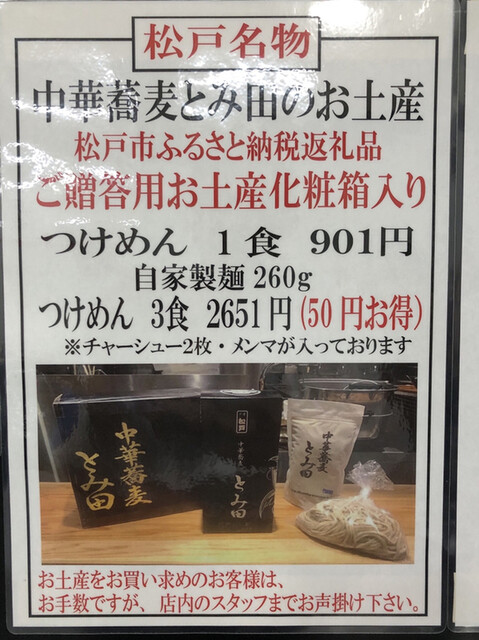 松戸名物
中華蕎麦とみ田のお土産
松戸市ふるさと納税返礼品
ご贈答用お土産化粧箱入り
つけめん 1食 901円
自家製麺 260g
つけめん 3食 2651円(50円お得)
※チャーシュー2枚・メンマが入っております
中華蕎麦
とみ田
松戸
中華蕎麦
とみ田
中華蕎麦
とみ田
お土産をお買い求めのお客様は、
お手数ですが、店内のスタッフまでお声掛け下さい。